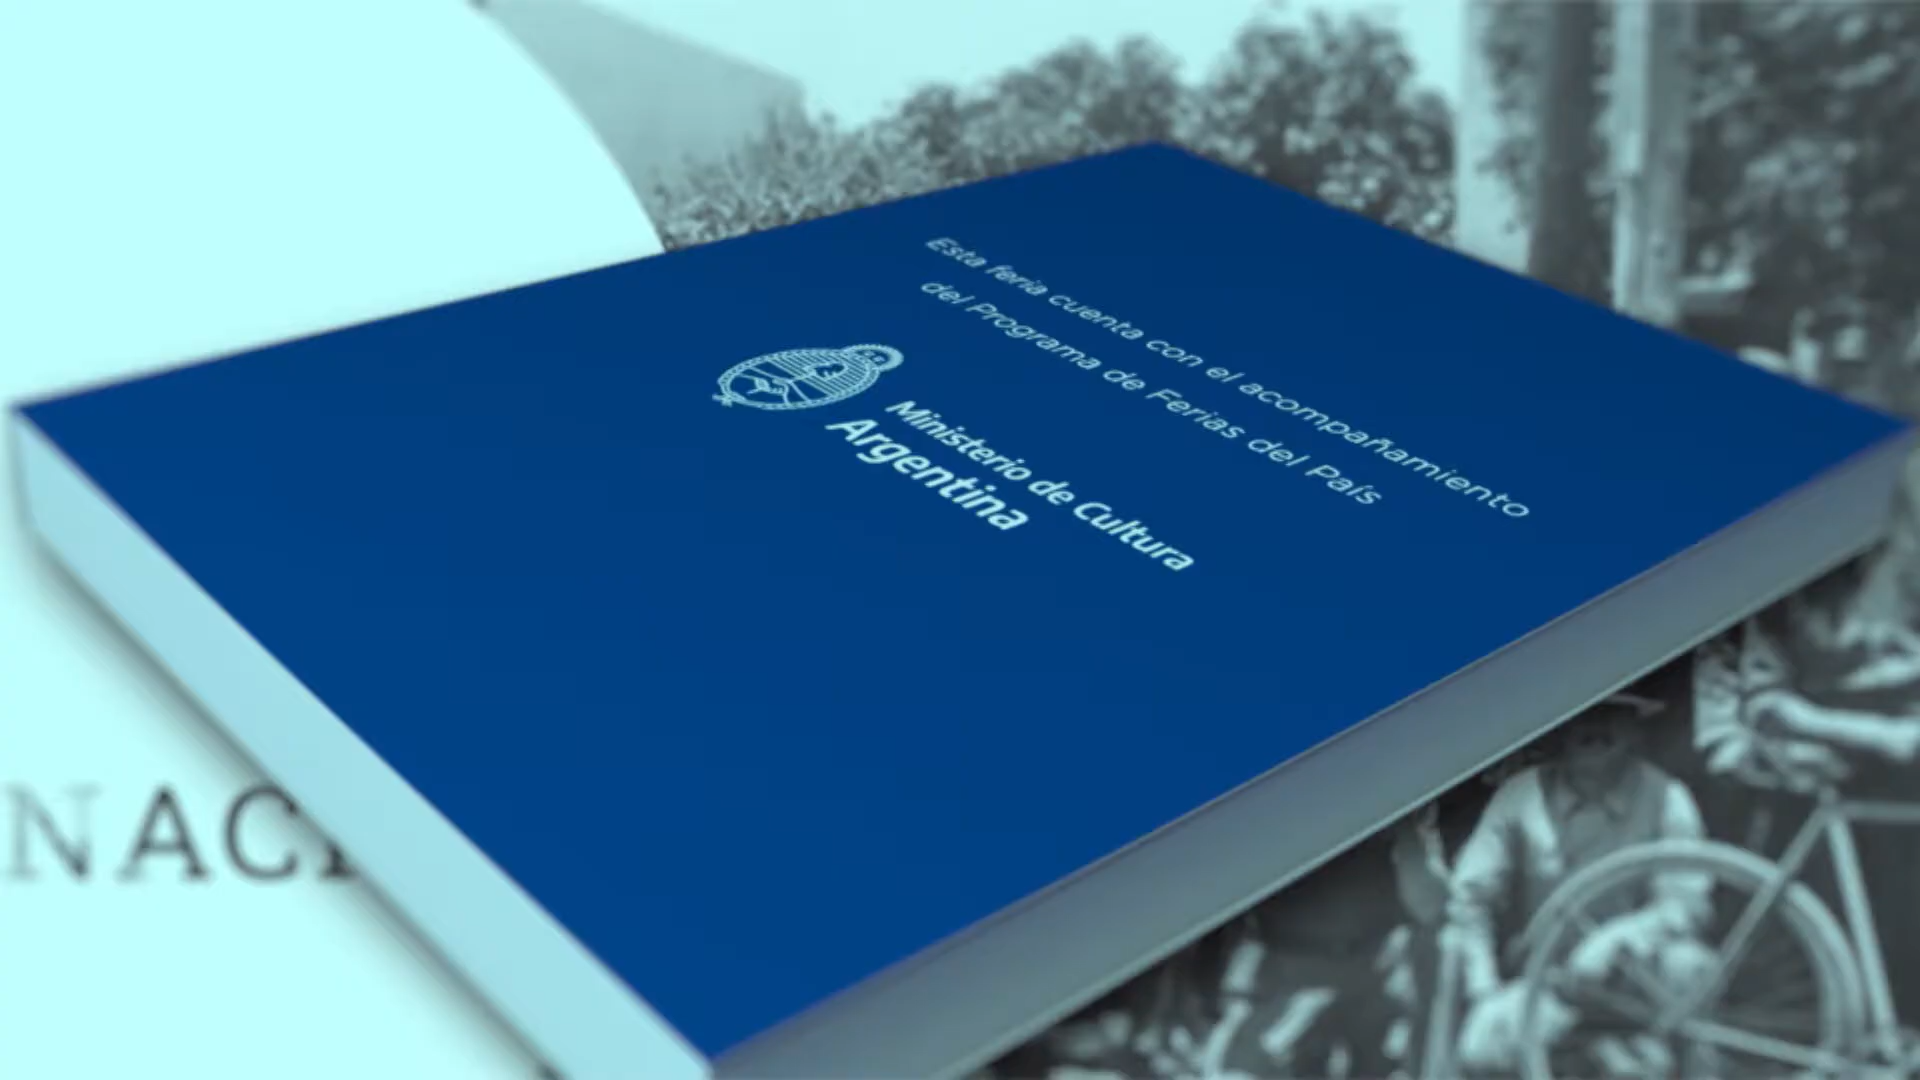 Esta feria cuenta con el acompañamiento
del Programa de Ferias del País
Ministerio de Cultura
Argentina
NAC